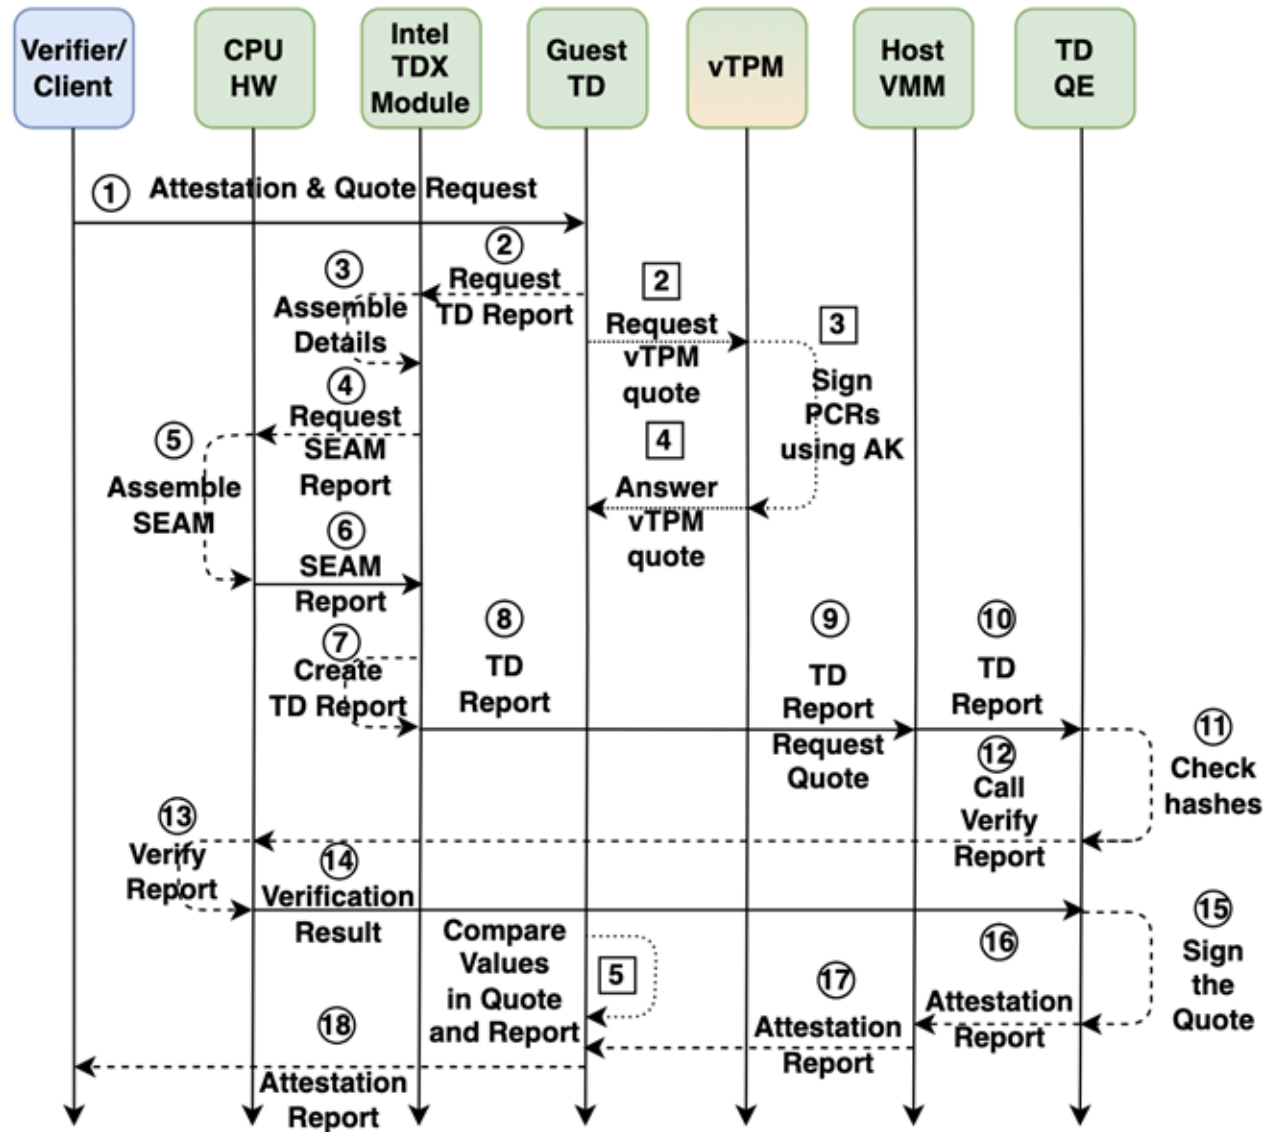 Verifier/
Client
CPU
HW
Intel
TDX
Module
Guest
TD
vTPM
Host
VMM
TD
QE
1
Attestation & Quote Request
2
Request
TD Report
3
Assemble
Details
2
Request
vTPM
quote
3
Sign
PCRs
using AK
4
Request
SEAM
Report
5
Assemble
SEAM
4
Answer
vTPM
quote
6
SEAM
Report
7
Create
TD Report
8
TD
Report
9
TD
Report
Request
Quote
10
TD
Report
11
Check
hashes
12
Call
Verify
Report
13
Verify
Report
14
Verification
Result
15
Sign
the
Quote
Compare
Values
in Quote
and Report
5
16
Attestation
Report
17
Attestation
Report
18
Attestation
Report